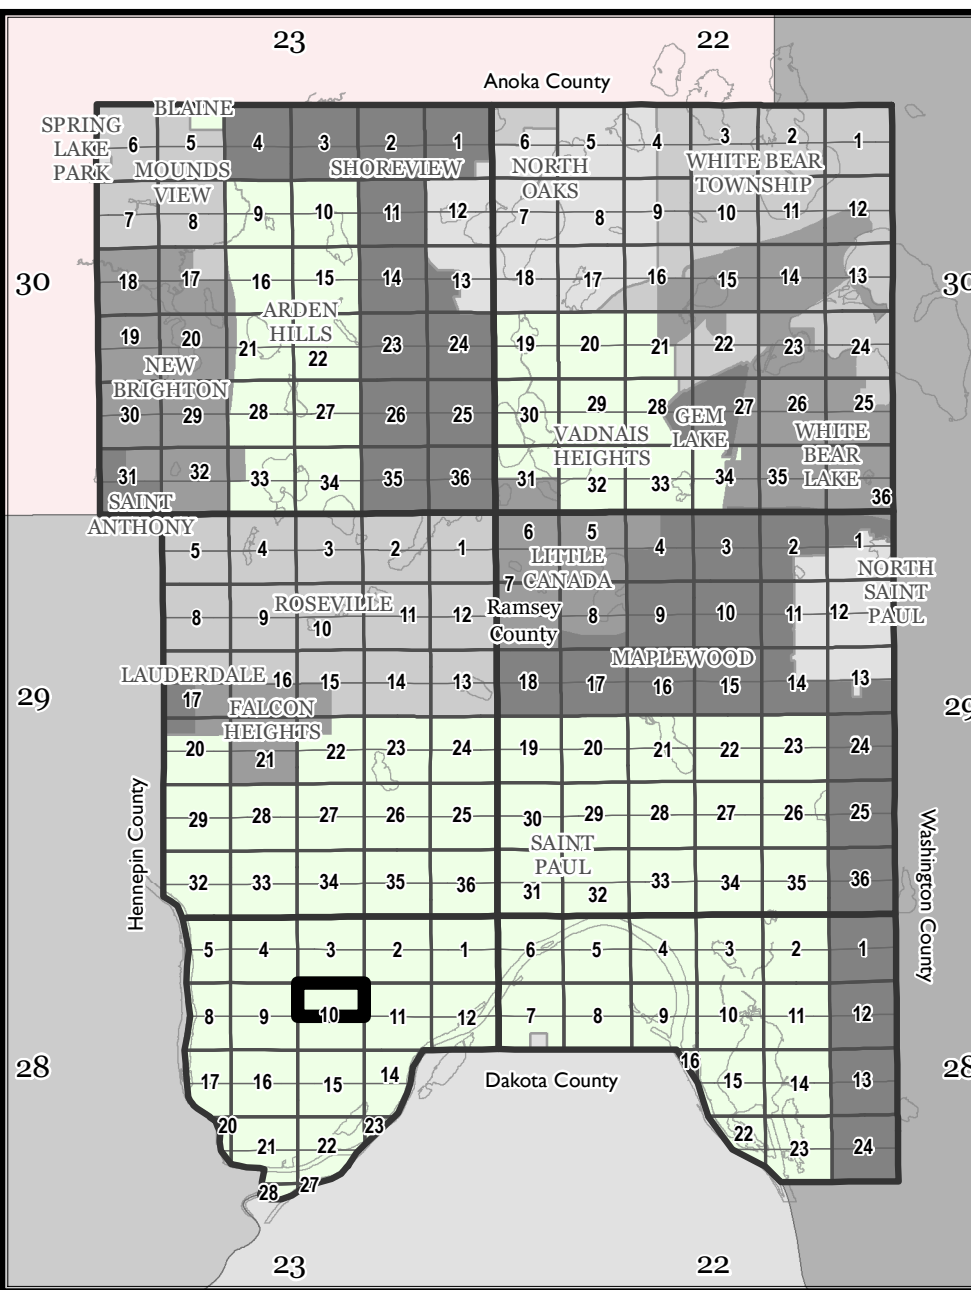 23 22
Anoka County
BLAINE
SPRING LAKE PARK
6 5 4 3 2 1 6 5 4 3 2 1
MOUNDS VIEW
SHOREVIEW
NORTH OAKS
WHITE BEAR TOWNSHIP
7 8 9 10 11 12 7 8 9 10 11 12
30 18 17 16 15 14 13 18 17 16 15 14 13 30
ARDEN HILLS
19 20 21 22 23 24 19 20 21 22 23 24
NEW BRIGHTON
30 29 28 27 26 25 30 29 28 27 26 25
GEM LAKE
VADNAIS HEIGHTS
WHITE BEAR LAKE
31 32 33 34 35 36 31 32 33 34 35 36
SAINT ANTHONY
5 4 3 2 1 6 5 4 3 2 1
LITTLE CANADA
NORTH SAINT PAUL
8 9 10 11 12 7 8 9 10 11 12
ROSEVILLE
Ramsey County
MAPLEWOOD
LAUDERDALE
29 17 16 15 14 13 18 17 16 15 14 13 29
FALCON HEIGHTS
20 21 22 23 24 19 20 21 22 23 24
29 28 27 26 25 30 29 28 27 26 25
SAINT PAUL
Hennepin County
Washington County
32 33 34 35 36 31 32 33 34 35 36
5 4 3 2 1 6 5 4 3 2 1
8 9 10 11 12 7 8 9 10 11 12
28 17 16 15 14 16 15 14 13 28
Dakota County
20 21 22 23 22 23 24
28 27
23 22